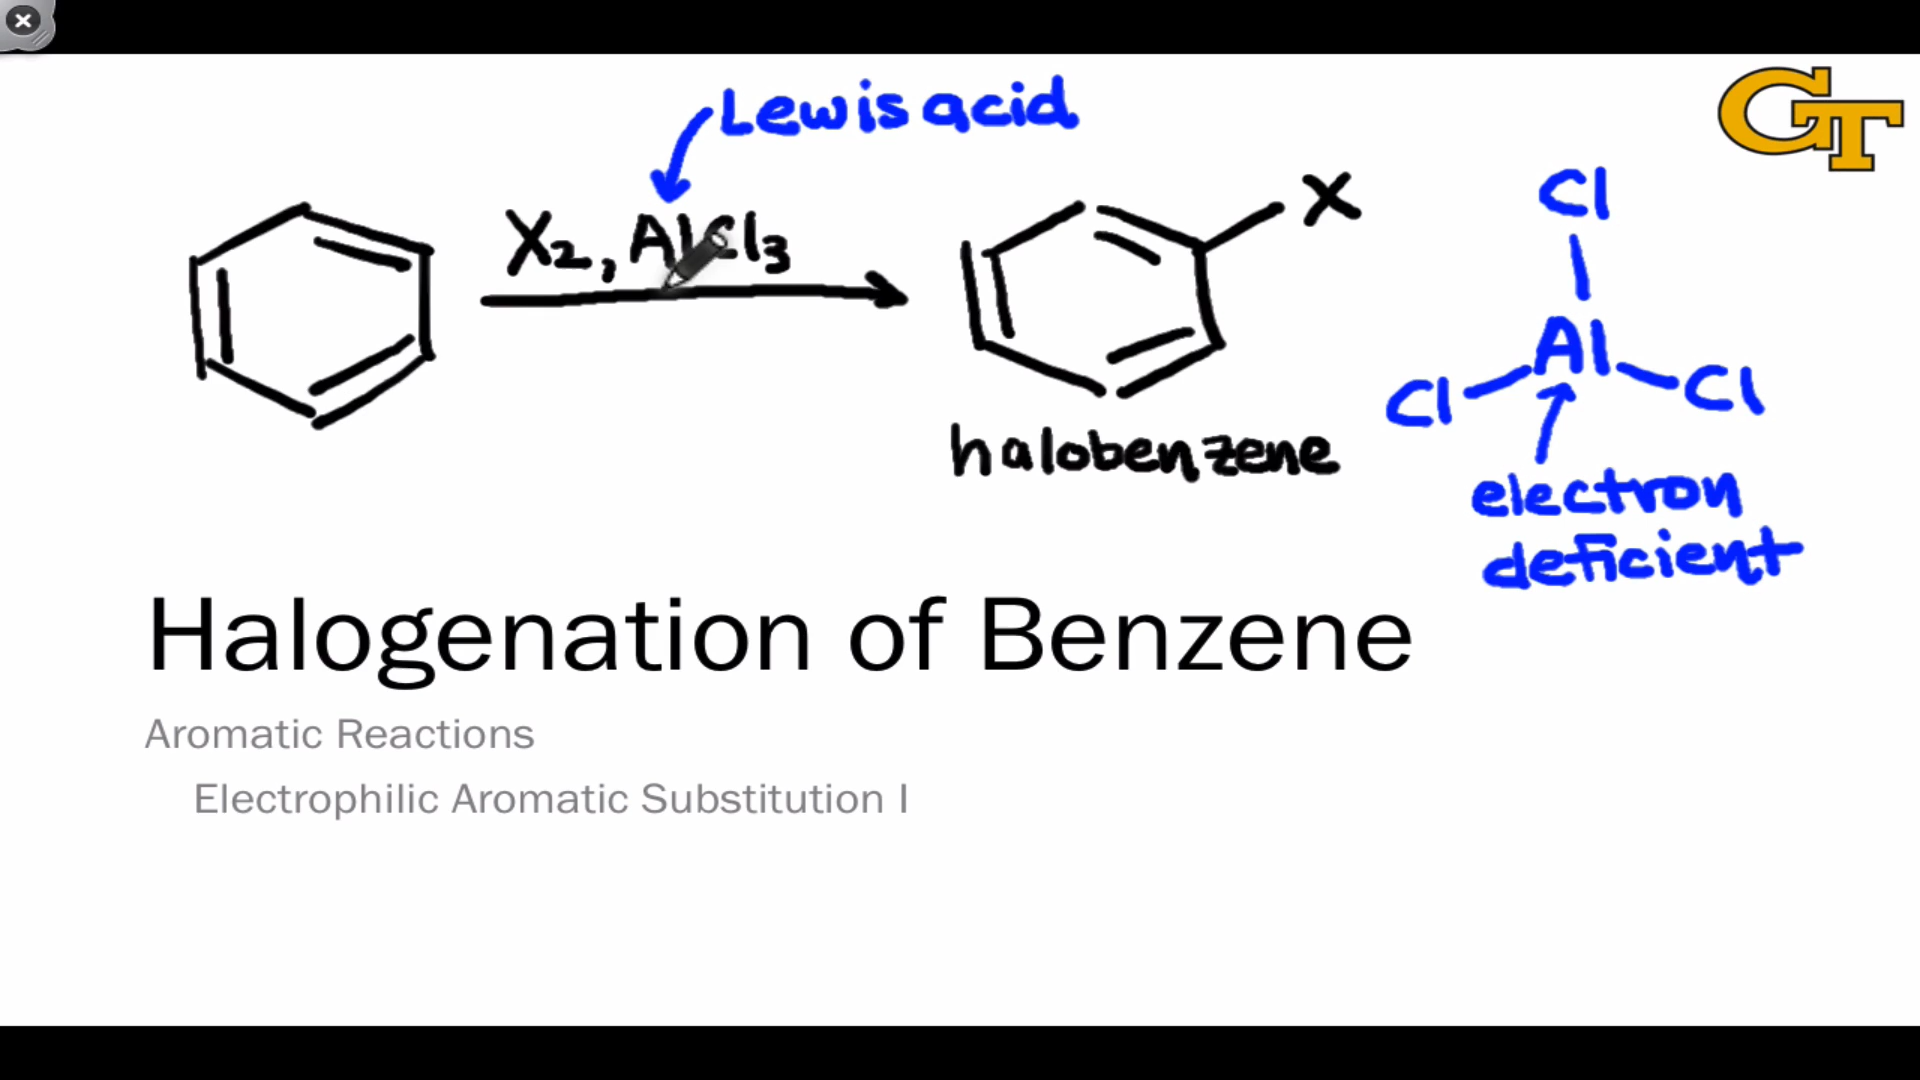 Lewis acid
GT
Cl
X
X2, AlCl3
Al
Cl Cl
halobenzene
electron
deficient
Halogenation of Benzene
Aromatic Reactions
Electrophilic Aromatic Substitution I